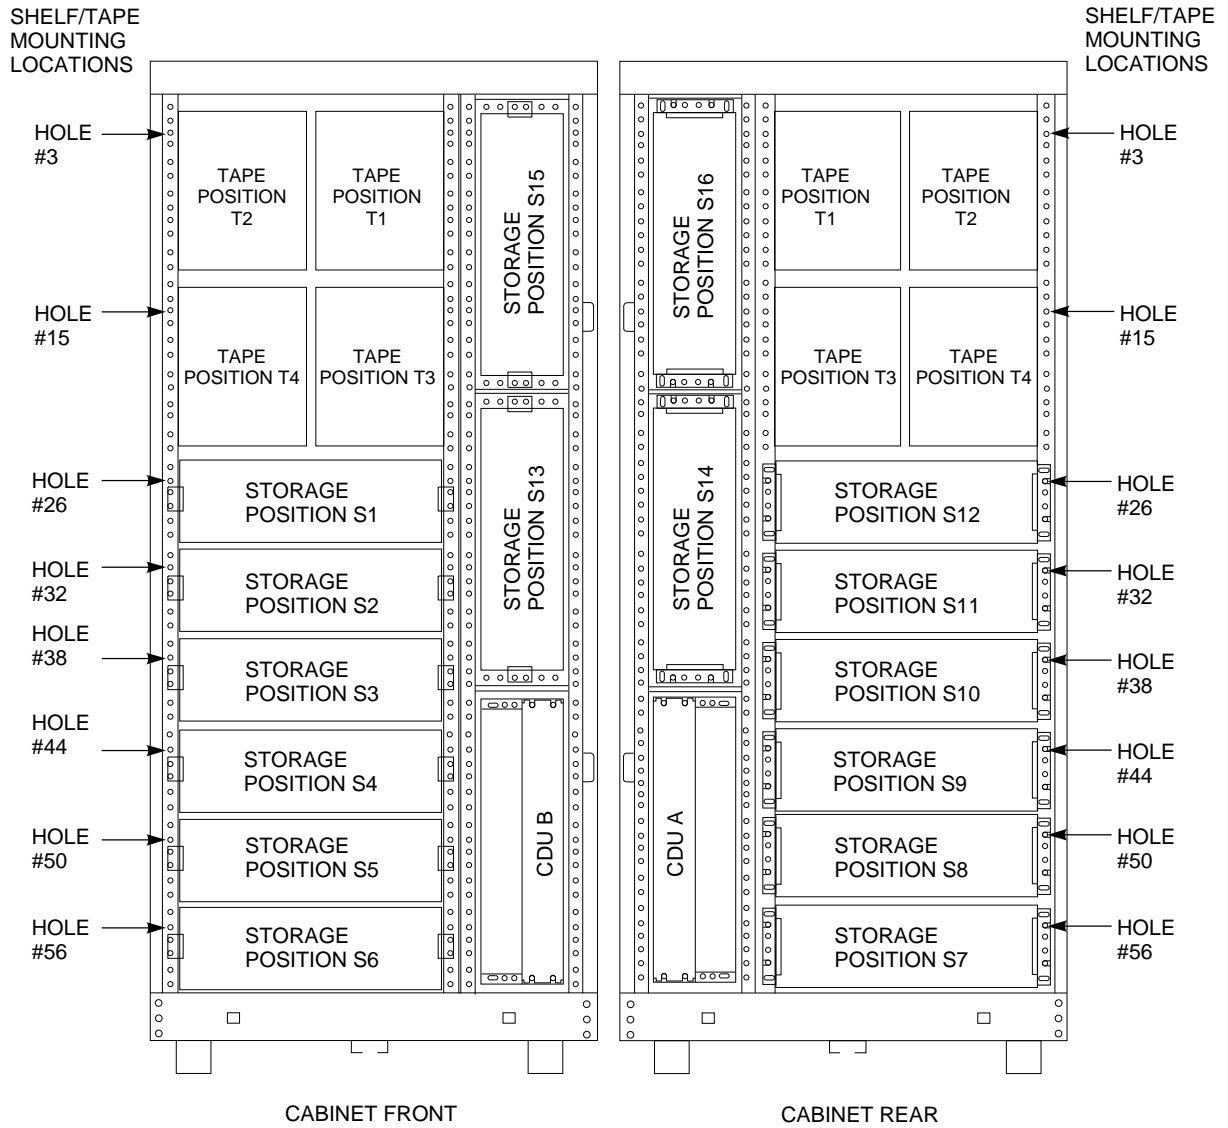 SHELF/TAPE
MOUNTING
LOCATIONS
HOLE
#3
HOLE
#15
HOLE
#26
HOLE
#32
HOLE
#38
HOLE
#44
HOLE
#50
HOLE
#56
TAPE
POSITION
T2
TAPE
POSITION
T1
TAPE
POSITION T4
TAPE
POSITION T3
STORAGE
POSITION S1
STORAGE
POSITION S2
STORAGE
POSITION S3
STORAGE
POSITION S4
STORAGE
POSITION S5
STORAGE
POSITION S6
STORAGE
POSITION S15
STORAGE
POSITION S13
CDU B
CABINET FRONT
STORAGE
POSITION S16
STORAGE
POSITION S14
CDU A
TAPE
POSITION
T1
TAPE
POSITION
T2
TAPE
POSITION T3
TAPE
POSITION T4
STORAGE
POSITION S12
STORAGE
POSITION S11
STORAGE
POSITION S10
STORAGE
POSITION S9
STORAGE
POSITION S8
STORAGE
POSITION S7
CABINET REAR
SHELF/TAPE
MOUNTING
LOCATIONS
HOLE
#3
HOLE
#15
HOLE
#26
HOLE
#32
HOLE
#38
HOLE
#44
HOLE
#50
HOLE
#56